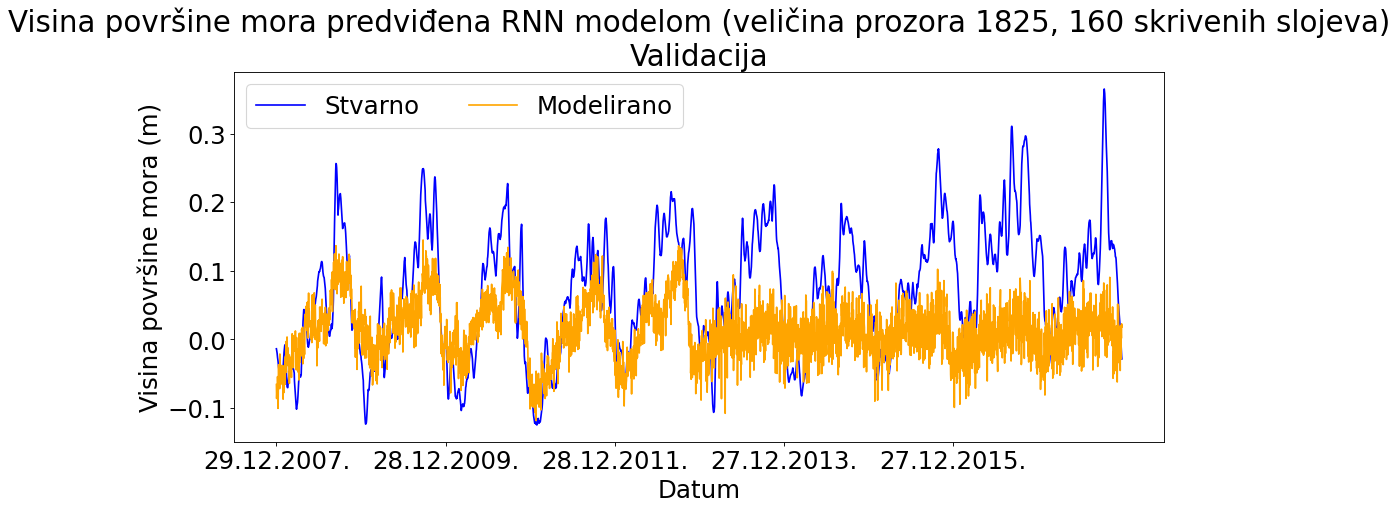 Visina površine mora predviđena RNN modelom (veličina prozora 1825, 160 skrivenih slojeva)
Validacija
Stvarno
Modelirano
Visina površine mora (m)
0.3
0.2
0.1
0.0
−0.1
29.12.2007.
28.12.2009.
28.12.2011.
27.12.2013.
27.12.2015.
Datum